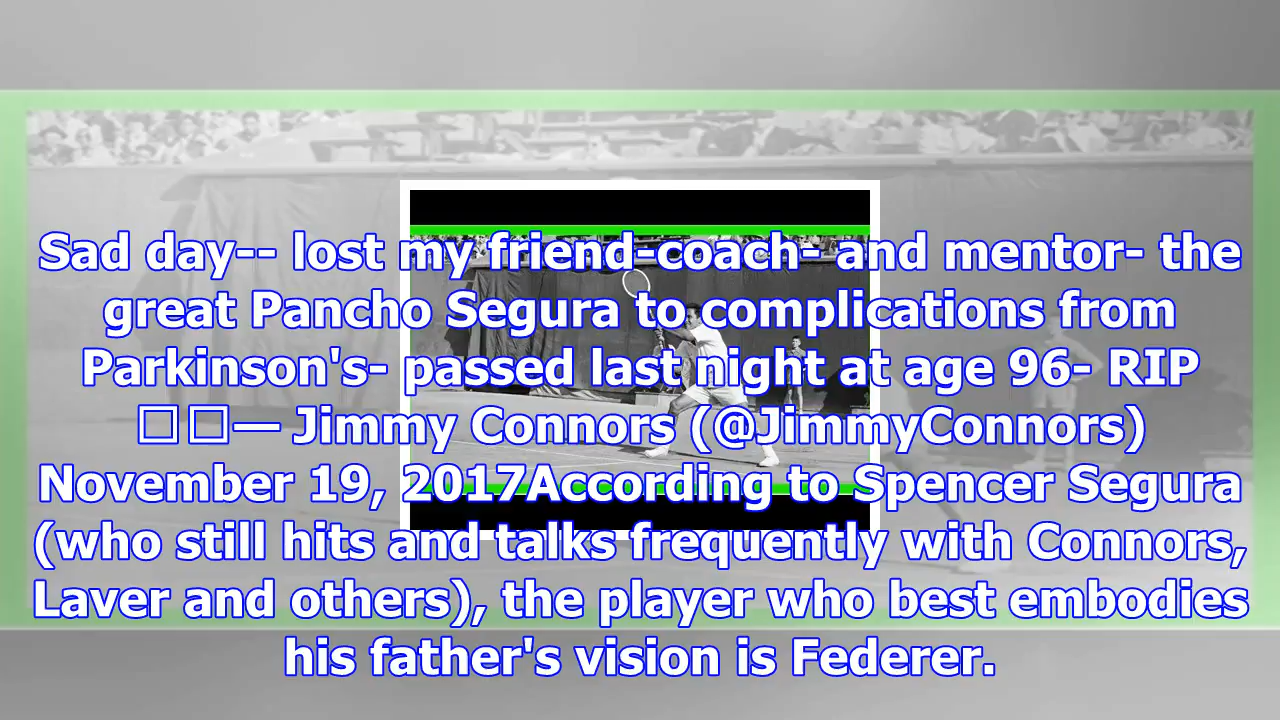 Sad day-- lost my friend-coach- and mentor- the
great Pancho Segura to complications from
Parkinson's- passed last night at age 96- RIP
□□— Jimmy Connors (@JimmyConnors)
November 19, 2017According to Spencer Segura
(who still hits and talks frequently with Connors,
Laver and others), the player who best embodies
his father's vision is Federer.